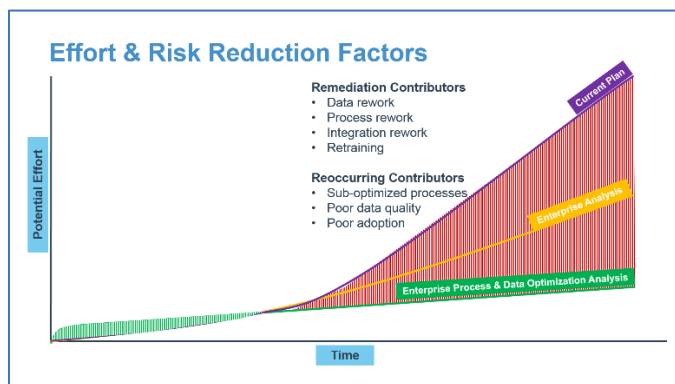 Effort & Risk Reduction Factors
Remediation Contributors
• Data rework
• Process rework
• Integration rework
• Retraining
Reoccurring Contributors
• Sub-optimized processes
• Poor data quality
• Poor adoption
Current Plan
Enterprise Analysis
Enterprise Process & Data Optimization Analysis
Potential Effort
Time